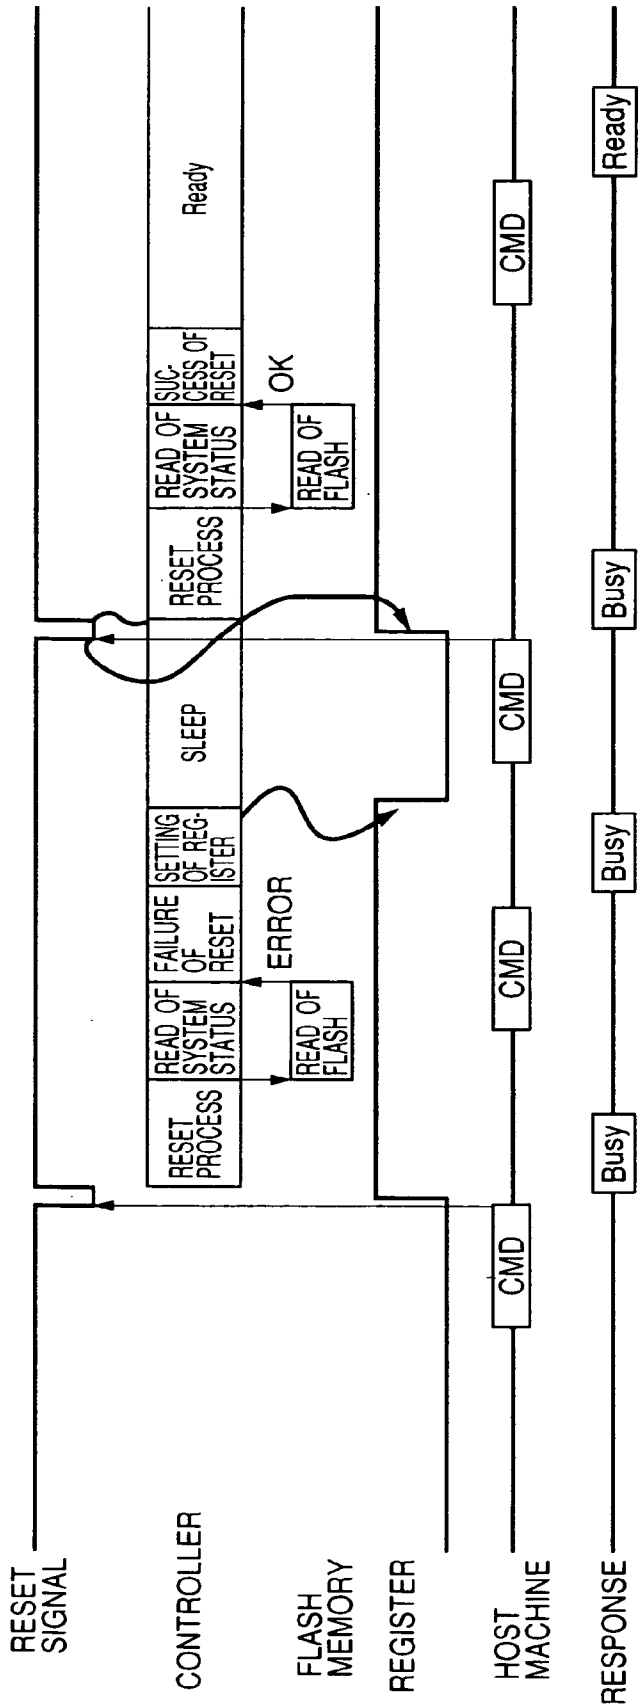 RESET
SIGNAL
CONTROLLER
RESET
PROCESS
READ OF
SYSTEM
STATUS
FAILURE
OF
RESET
SETTING
OF REG-
ISTER
SLEEP
RESET
PROCESS
READ OF
SYSTEM
STATUS
SUC-
CESS OF
RESET
Ready
FLASH
MEMORY
READ OF
FLASH
ERROR
READ OF
FLASH
OK
REGISTER
HOST
MACHINE
CMD
CMD
CMD
CMD
RESPONSE
Busy
Busy
Busy
Ready